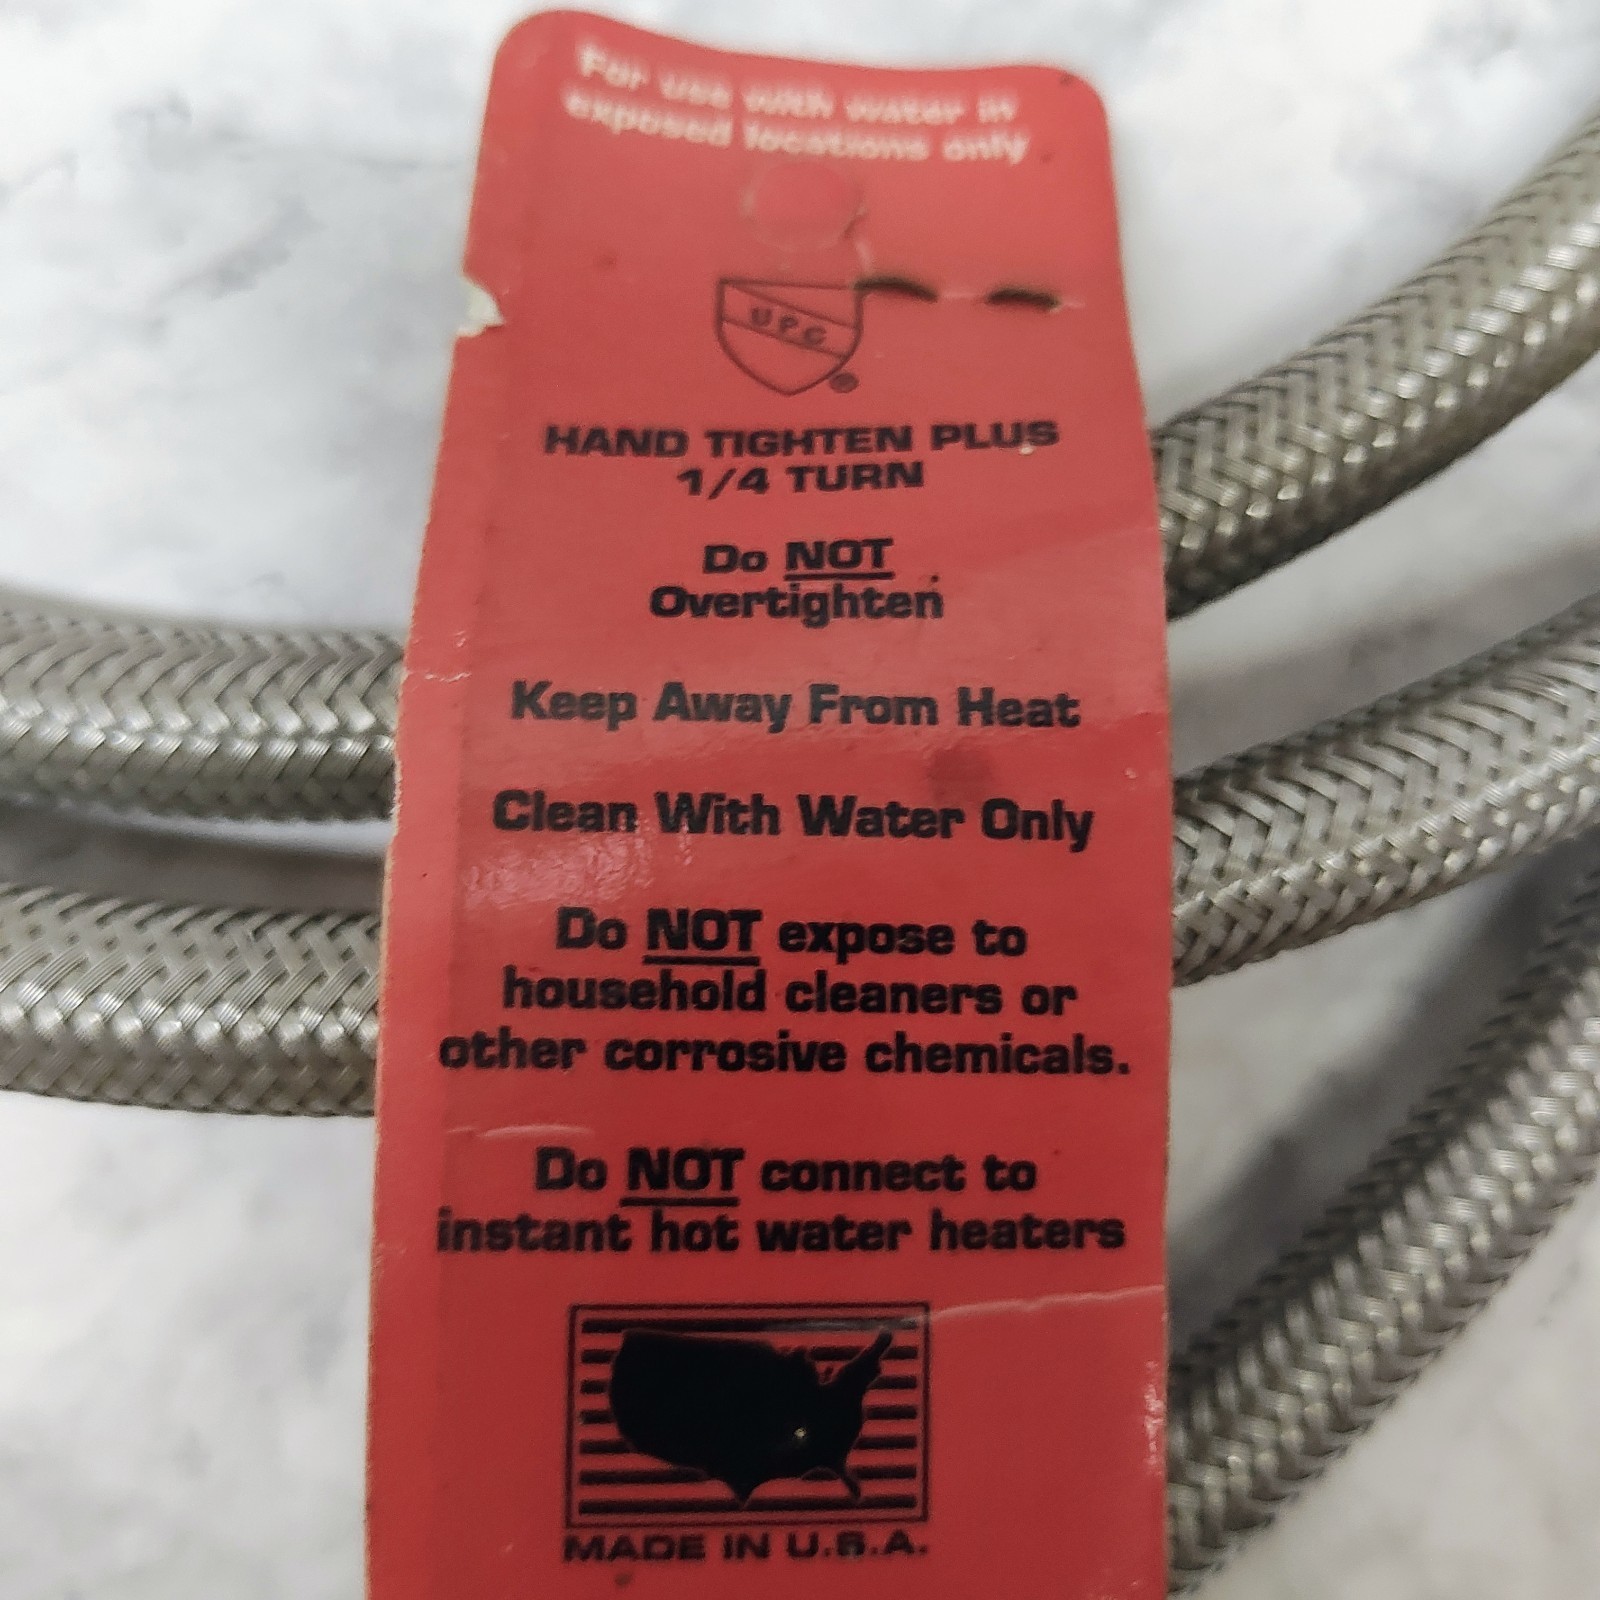 For use with water in
exposed locations only
UPC
®
HAND TIGHTEN PLUS
1/4 TURN
Do NOT
Overtighten
Keep Away From Heat
Clean With Water Only
Do NOT expose to
household cleaners or
other corrosive chemicals.
Do NOT connect to
instant hot water heaters
MADE IN U.S.A.